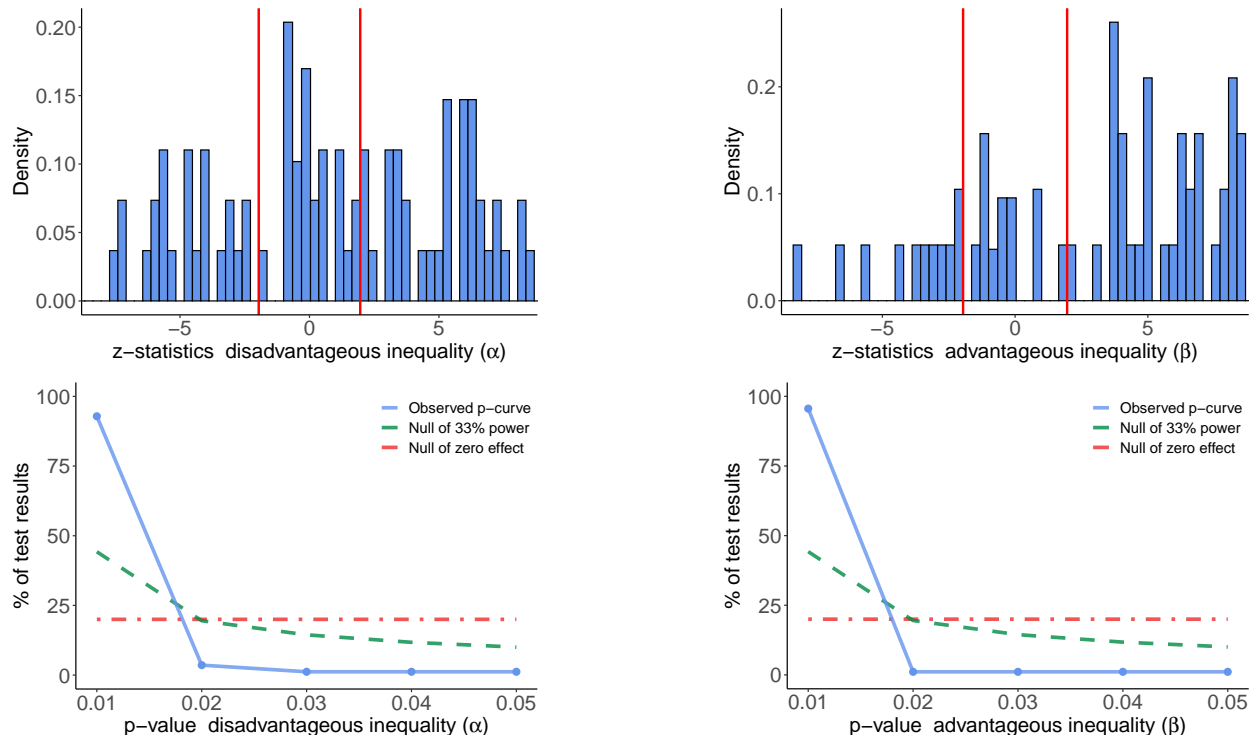 0.20
0.15
0.10
0.05
0.00
Density
−5
0
5
z−statistics disadvantageous inequality (α)
0.2
0.1
0.0
Density
−5
0
5
z−statistics advantageous inequality (β)
100
75
50
25
0
% of test results
Observed p−curve
Null of 33% power
Null of zero effect
0.01
0.02
0.03
0.04
0.05
p−value disadvantageous inequality (α)
100
75
50
25
0
% of test results
Observed p−curve
Null of 33% power
Null of zero effect
0.01
0.02
0.03
0.04
0.05
p−value advantageous inequality (β)